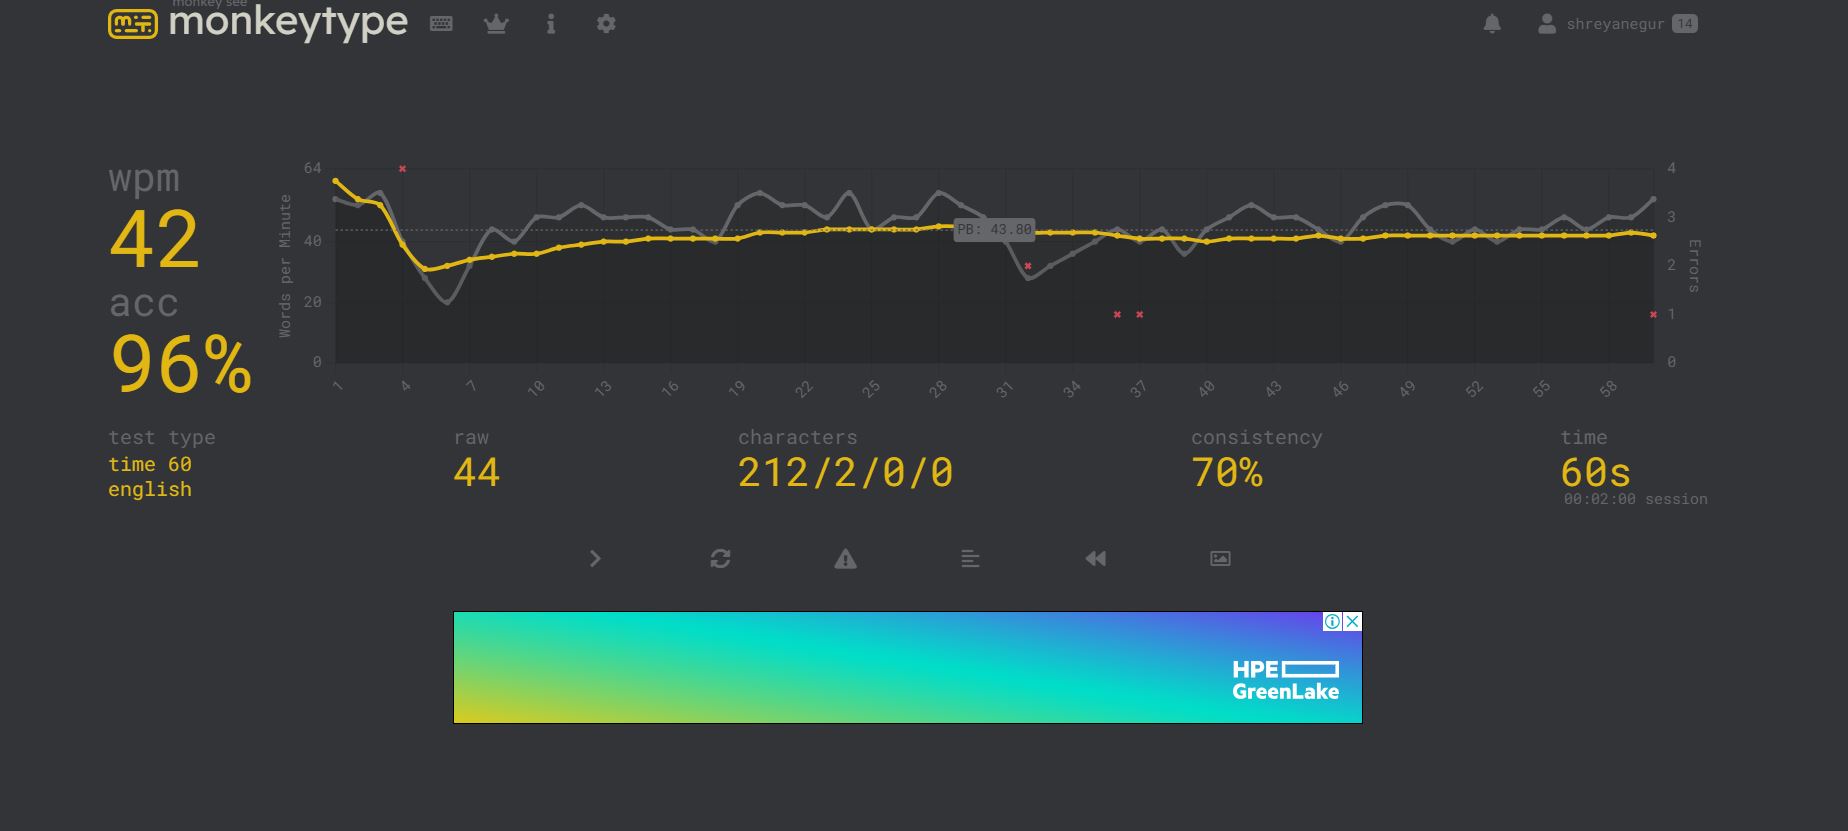 monkey see
monkeytype
shreyanegur 14
wpm
42
acc
96%
Words per Minute
64
40
20
0
PB: 43.80
4
3
2
1
0
Errors
1 4 7 10 13 16 19 22 25 28 31 34 37 40 43 46 49 52 55 58
test type
time 60
english
raw
44
characters
212/2/0/0
consistency
70%
time
60s
00:02:00 session
HPE
GreenLake